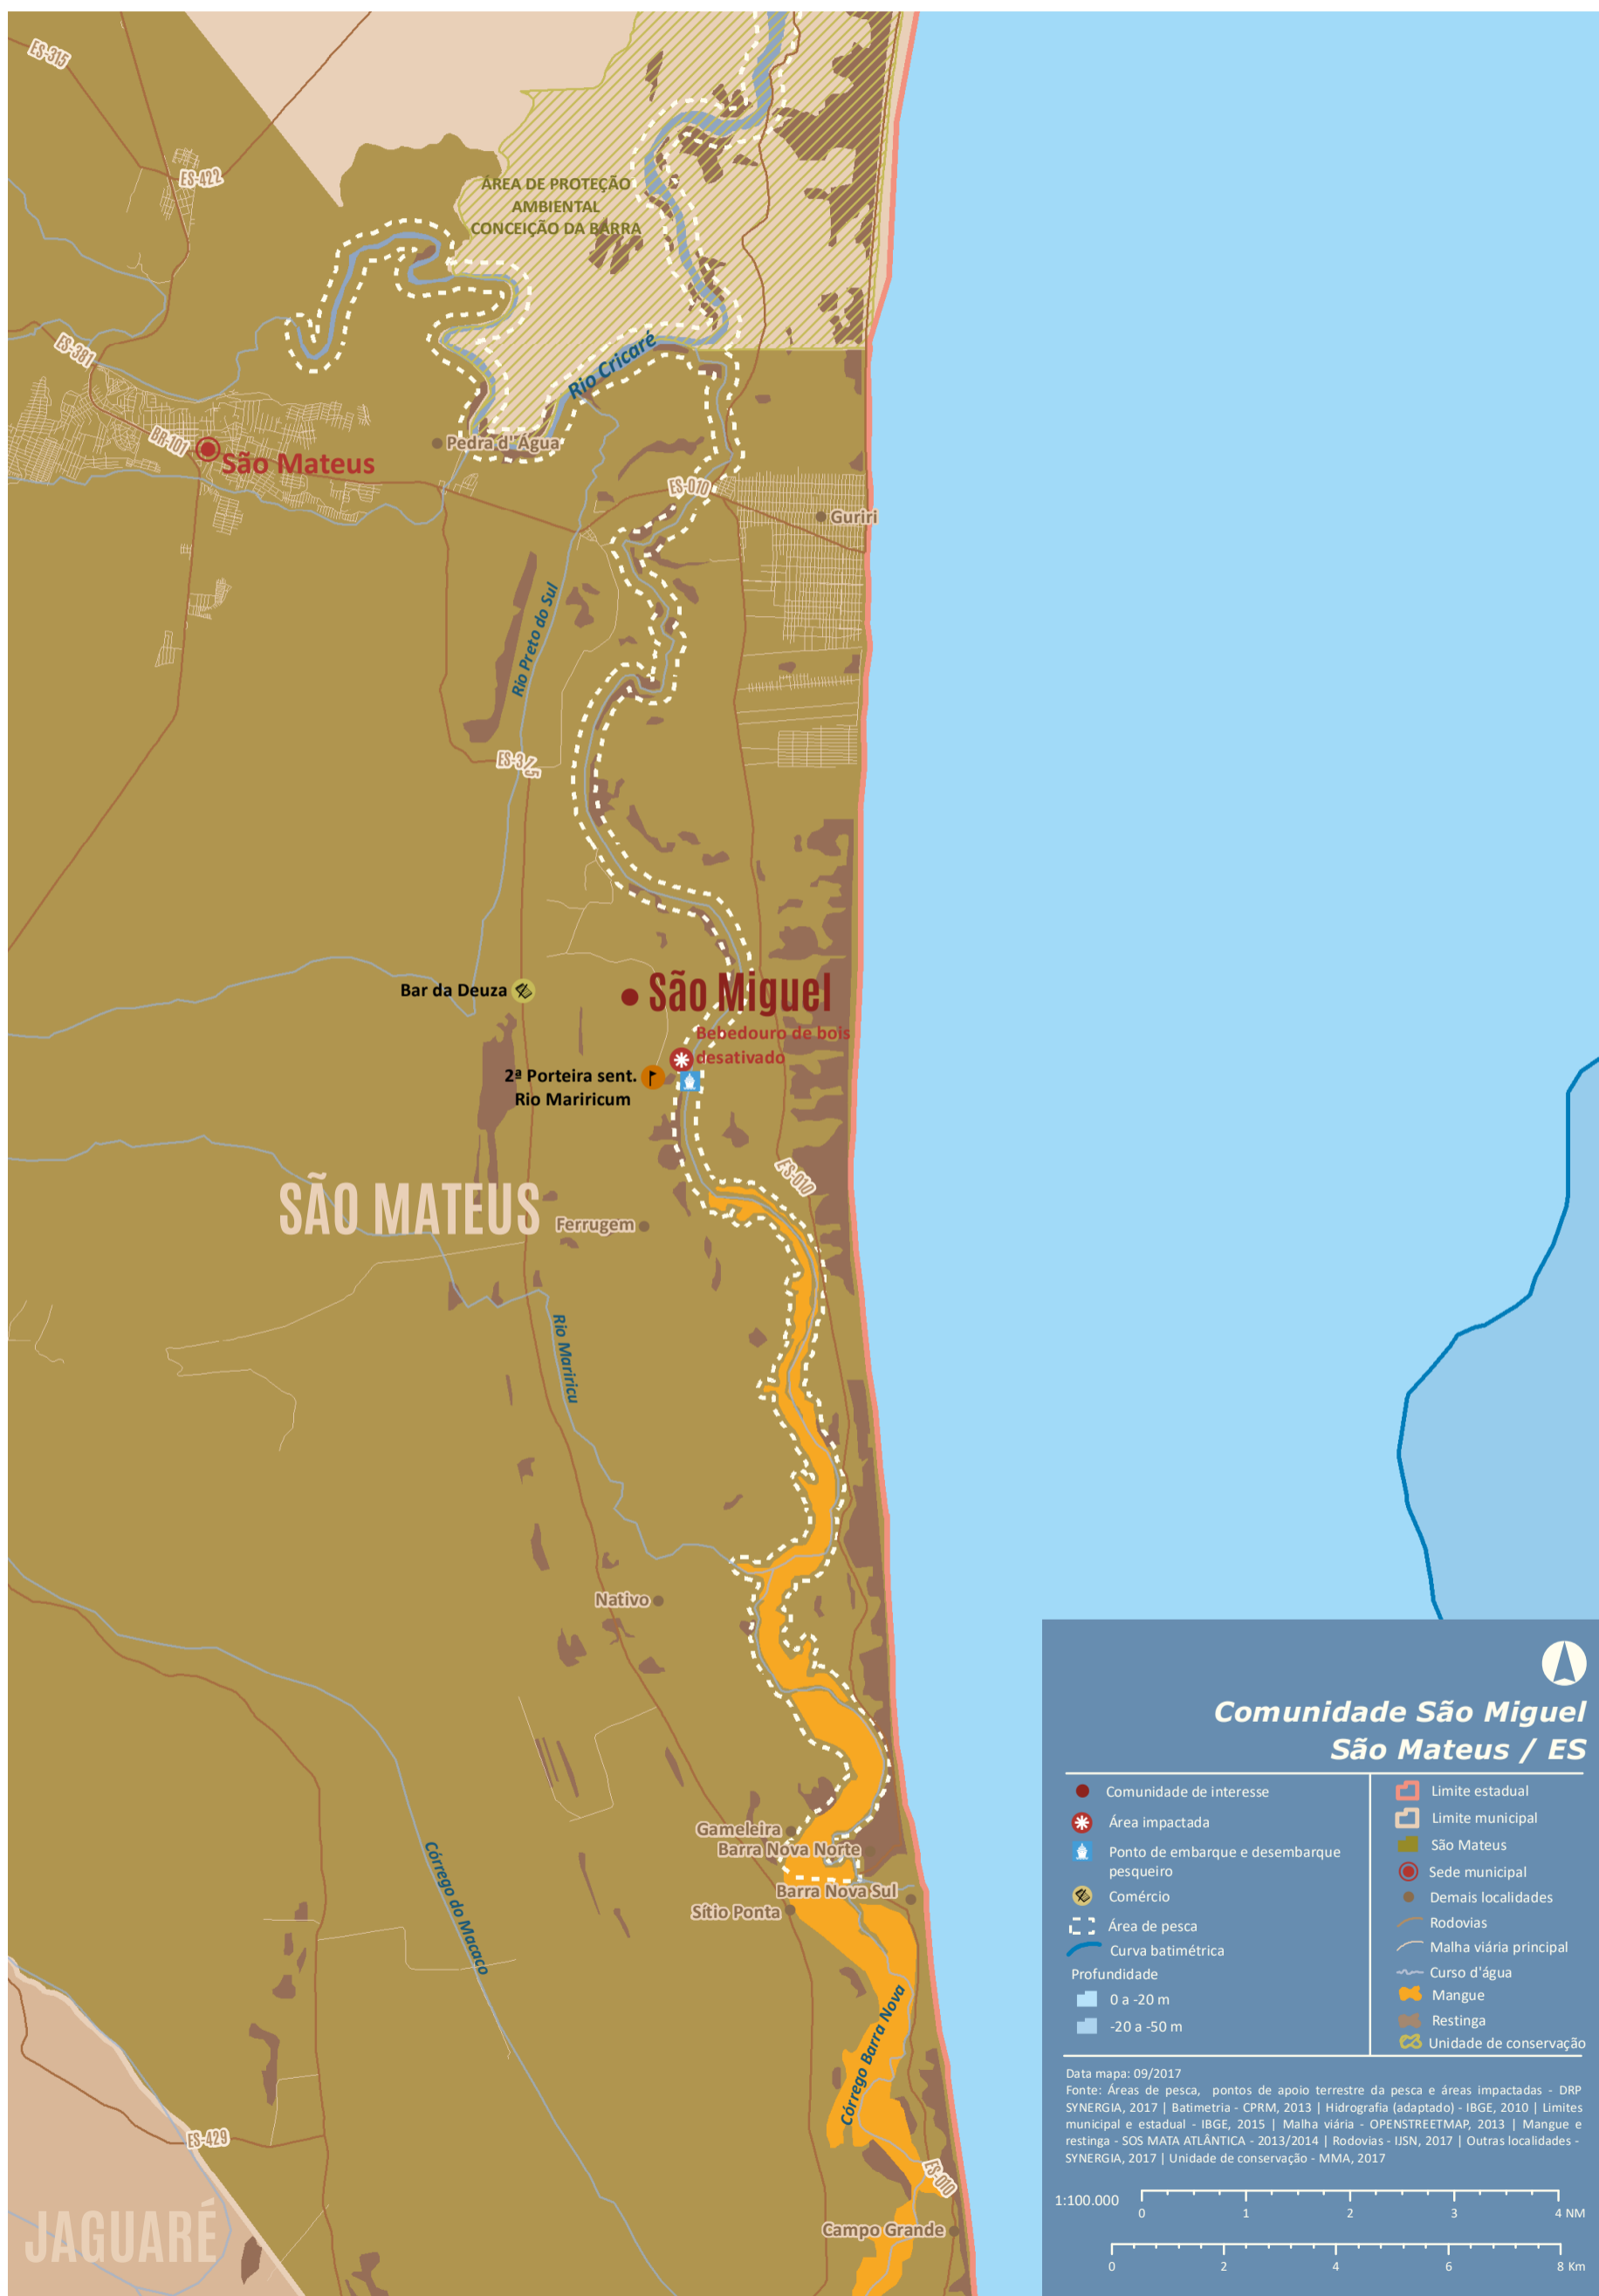 ES-315
ES-422
ÁREA DE PROTEÇÃO
AMBIENTAL
CONCEIÇÃO DA BARRA
ES-381
Rio Cricaré
BR-101
São Mateus
Pedra d'Água
ES-010
Guriri
Rio Preto do Sul
ES-315
Bar da Deuza
São Miguel
Bebedouro de bois
desativado
2ª Porteira sent.
Rio Mariricum
ES-010
SÃO MATEUS
Ferrugem
Rio Mariricu
Nativo
Gameleira
Barra Nova Norte
Barra Nova Sul
Sítio Ponta
Córrego do Macaco
Córrego Barra Nova
ES-429
ES-010
JAGUARÉ
Campo Grande
Comunidade São Miguel
São Mateus / ES
Comunidade de interesse
Área impactada
Ponto de embarque e desembarque
pesqueiro
Comércio
Área de pesca
Curva batimétrica
Profundidade
0 a -20 m
-20 a -50 m
Limite estadual
Limite municipal
São Mateus
Sede municipal
Demais localidades
Rodovias
Malha viária principal
Curso d'água
Mangue
Restinga
Unidade de conservação
Data mapa: 09/2017
Fonte: Áreas de pesca, pontos de apoio terrestre da pesca e áreas impactadas - DRP
SYNERGIA, 2017 | Batimetria - CPRM, 2013 | Hidrografia (adaptado) - IBGE, 2010 | Limites
municipal e estadual - IBGE, 2015 | Malha viária - OPENSTREETMAP, 2013 | Mangue e
restinga - SOS MATA ATLÂNTICA - 2013/2014 | Rodovias - IJSN, 2017 | Outras localidades -
SYNERGIA, 2017 | Unidade de conservação - MMA, 2017
1:100.000
0 1 2 3 4 NM
0 2 4 6 8 Km